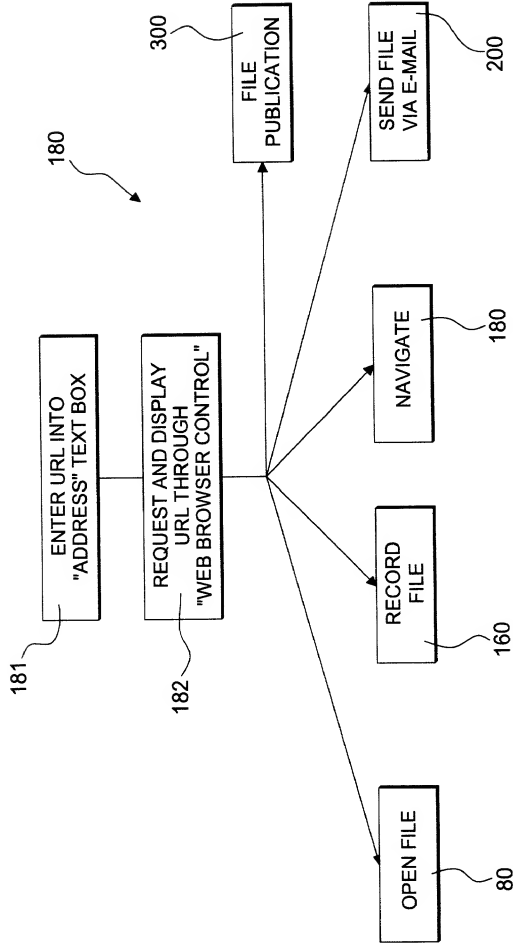 180
181
ENTER URL INTO
"ADDRESS" TEXT BOX
182
REQUEST AND DISPLAY
URL THROUGH
"WEB BROWSER CONTROL"
300
FILE
PUBLICATION
OPEN FILE
80
RECORD
FILE
160
NAVIGATE
180
SEND FILE
VIA E-MAIL
200